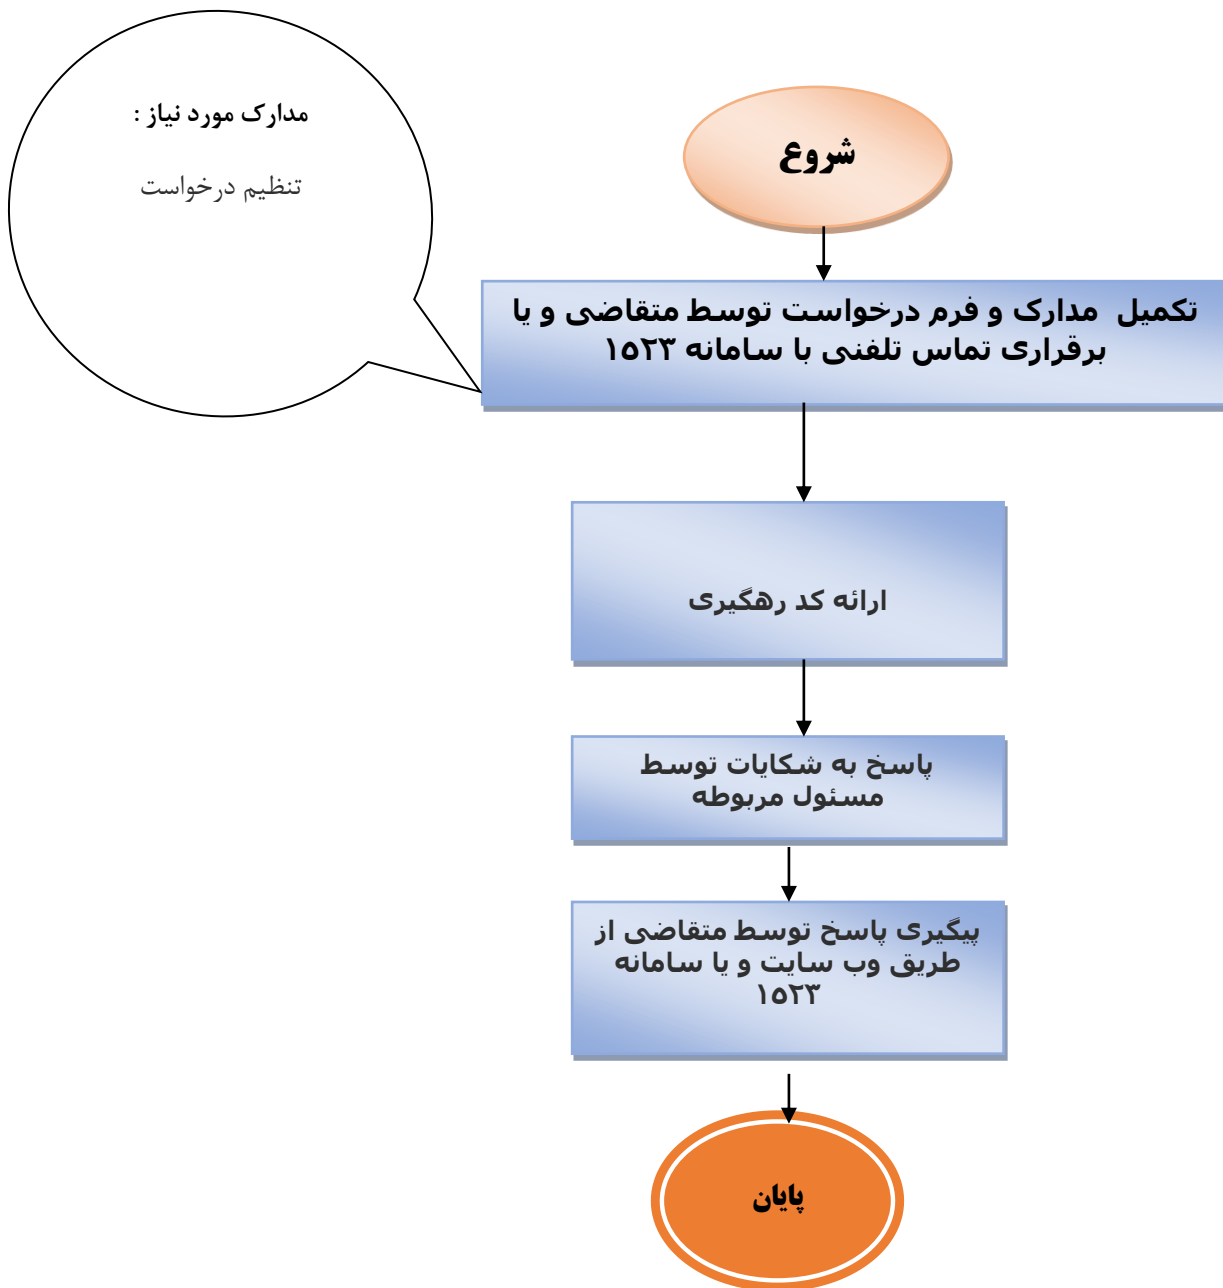 مدارک مورد نیاز :
تنظیم درخواست
شروع
تکمیل مدارک و فرم درخواست توسط متقاضی و یا
برقراری تماس تلفنی با سامانه ۱۵۲۳
ارائه کد رهگیری
پاسخ به شکایات توسط
مسئول مربوطه
پیگیری پاسخ توسط متقاضی از
طریق وب سایت و یا سامانه
۱۵۲۳
پایان